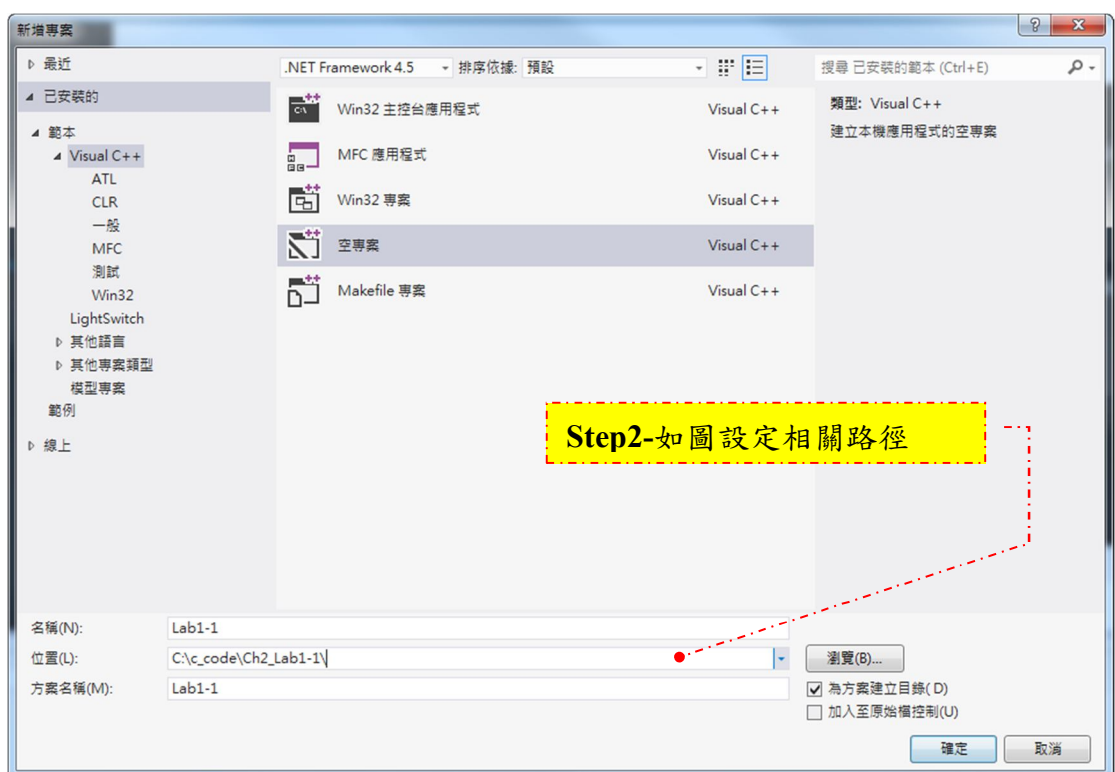 新增專案
最近
.NET Framework 4.5 排序依據: 預設
搜尋 已安裝的範本 (Ctrl+E)
已安裝的
範本
Visual C++
ATL
CLR
一般
MFC
測試
Win32
LightSwitch
其他語言
其他專案類型
模型專案
範例
線上
Win32 主控台應用程式 Visual C++
MFC 應用程式 Visual C++
Win32 專案 Visual C++
空專案 Visual C++
Makefile 專案 Visual C++
類型: Visual C++
建立本機應用程式的空專案
Step2-如圖設定相關路徑
名稱(N): Lab1-1
位置(L): C:\c_code\Ch2_Lab1-1\ 瀏覽(B)...
方案名稱(M): Lab1-1 為方案建立目錄( D)
加入至原始檔控制(U)
確定 取消